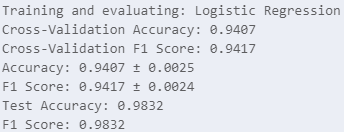 Training and evaluating: Logistic Regression
Cross-Validation Accuracy: 0.9407
Cross-Validation F1 Score: 0.9417
Accuracy: 0.9407 ± 0.0025
F1 Score: 0.9417 ± 0.0024
Test Accuracy: 0.9832
F1 Score: 0.9832